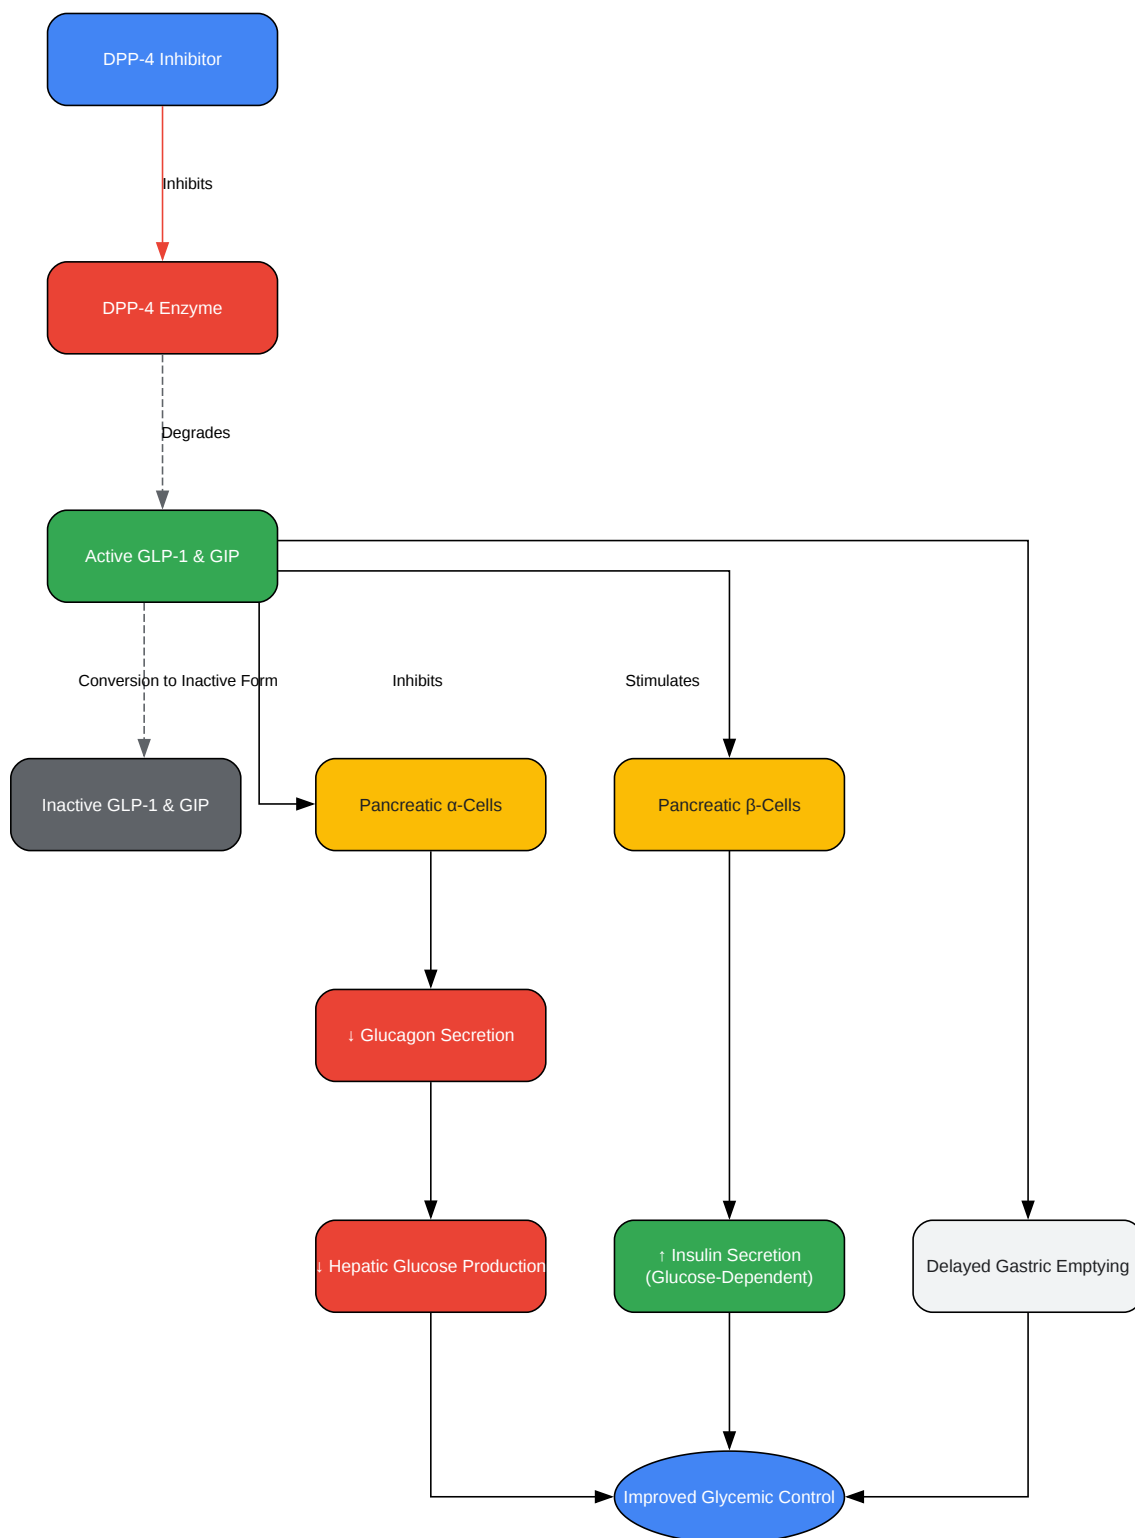 DPP-4 Inhibitor
Inhibits
DPP-4 Enzyme
Degrades
Active GLP-1 & GIP
Conversion to Inactive Form
Inhibits
Stimulates
Inactive GLP-1 & GIP
Pancreatic α-Cells
Pancreatic β-Cells
↓ Glucagon Secretion
↓ Hepatic Glucose Production
↑ Insulin Secretion
(Glucose-Dependent)
Delayed Gastric Emptying
Improved Glycemic Control